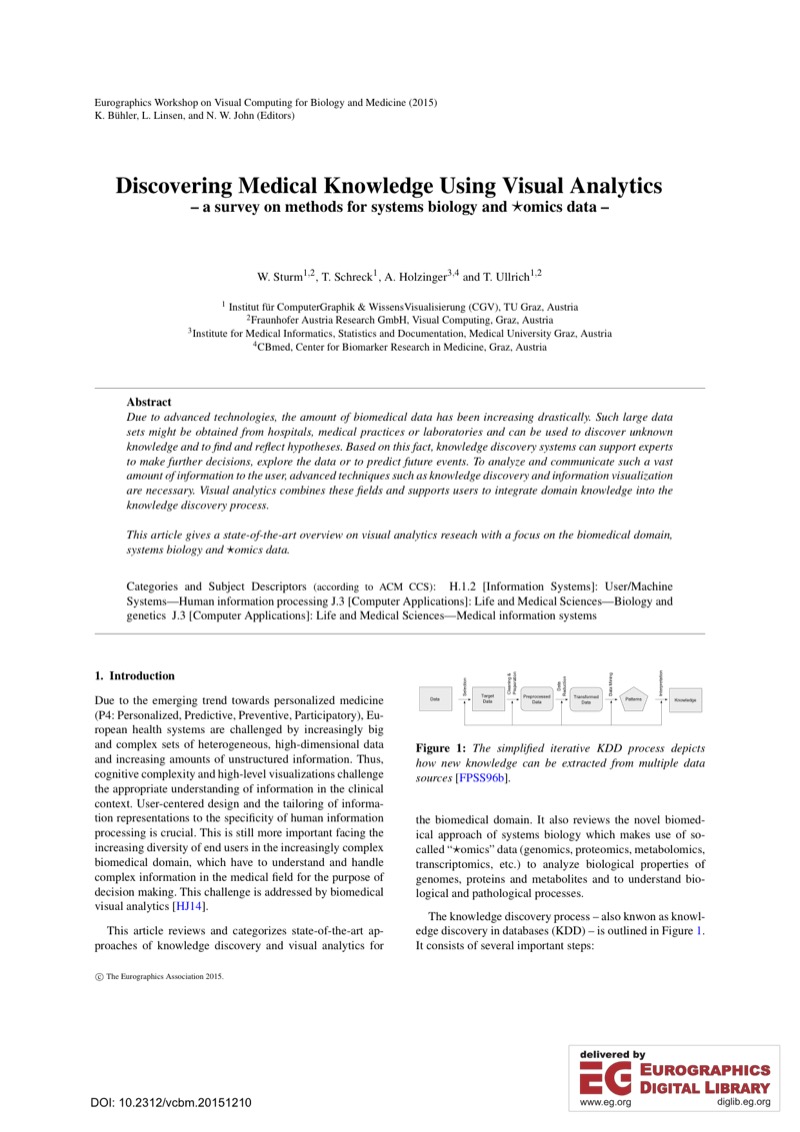 Eurographics Workshop on Visual Computing for Biology and Medicine (2015)
K. Bühler, L. Linsen, and N. W. John (Editors)
Discovering Medical Knowledge Using Visual Analytics
– a survey on methods for systems biology and ★omics data –
W. Sturm1,2, T. Schreck1, A. Holzinger3,4 and T. Ullrich1,2
1 Institut für ComputerGraphik & WissensVisualisierung (CGV), TU Graz, Austria
2Fraunhofer Austria Research GmbH, Visual Computing, Graz, Austria
3Institute for Medical Informatics, Statistics and Documentation, Medical University Graz, Austria
4CBmed, Center for Biomarker Research in Medicine, Graz, Austria
Abstract
Due to advanced technologies, the amount of biomedical data has been increasing drastically. Such large data
sets might be obtained from hospitals, medical practices or laboratories and can be used to discover unknown
knowledge and to find and reflect hypotheses. Based on this fact, knowledge discovery systems can support experts
to make further decisions, explore the data or to predict future events. To analyze and communicate such a vast
amount of information to the user, advanced techniques such as knowledge discovery and information visualization
are necessary. Visual analytics combines these fields and supports users to integrate domain knowledge into the
knowledge discovery process.
This article gives a state-of-the-art overview on visual analytics reseach with a focus on the biomedical domain,
systems biology and ★omics data.
Categories and Subject Descriptors (according to ACM CCS): H.1.2 [Information Systems]: User/Machine
Systems—Human information processing J.3 [Computer Applications]: Life and Medical Sciences—Biology and
genetics J.3 [Computer Applications]: Life and Medical Sciences—Medical information systems
1. Introduction
Due to the emerging trend towards personalized medicine
(P4: Personalized, Predictive, Preventive, Participatory), Eu-
ropean health systems are challenged by increasingly big
and complex sets of heterogeneous, high-dimensional data
and increasing amounts of unstructured information. Thus,
cognitive complexity and high-level visualizations challenge
the appropriate understanding of information in the clinical
context. User-centered design and the tailoring of informa-
tion representations to the specificity of human information
processing is crucial. This is still more important facing the
increasing diversity of end users in the increasingly complex
biomedical domain, which have to understand and handle
complex information in the medical field for the purpose of
decision making. This challenge is addressed by biomedical
visual analytics [HJ14].
This article reviews and categorizes state-of-the-art ap-
proaches of knowledge discovery and visual analytics for
Data
Selection
Target
Data
Cleaning &
Preparation
Preprocessed
Data
Data
Reduction
Transformed
Data
Data Mining
Patterns
Interpretation
Knowledge
Figure 1: The simplified iterative KDD process depicts
how new knowledge can be extracted from multiple data
sources [FPSS96b].
the biomedical domain. It also reviews the novel biomed-
ical approach of systems biology which makes use of so-
called “★omics” data (genomics, proteomics, metabolomics,
transcriptomics, etc.) to analyze biological properties of
genomes, proteins and metabolites and to understand bio-
logical and pathological processes.
The knowledge discovery process – also knwon as knowl-
edge discovery in databases (KDD) – is outlined in Figure 1.
It consists of several important steps:
© The Eurographics Association 2015.
DOI: 10.2312/vcbm.20151210
delivered by
EG EUROGRAPHICS
DIGITAL LIBRARY
www.eg.org diglib.eg.org